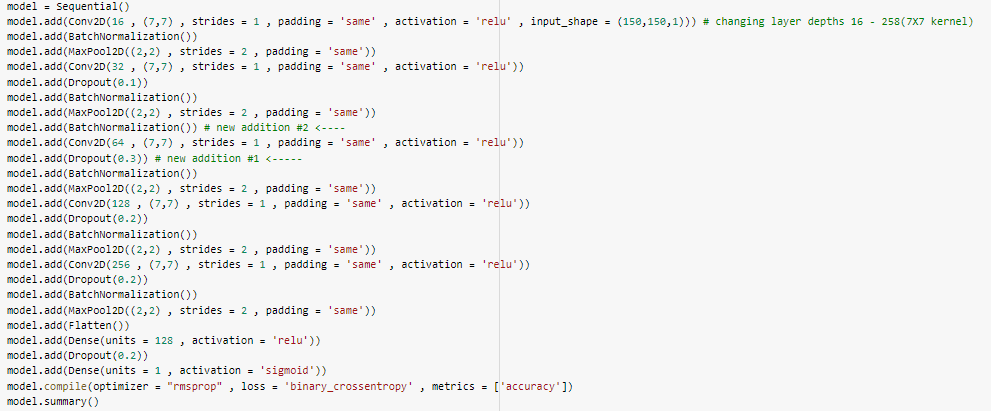 model = Sequential()
model.add(Conv2D(16 , (7,7) , strides = 1 , padding = 'same' , activation = 'relu' , input_shape = (150,150,1))) # changing layer depths 16 - 258(7X7 kernel)
model.add(BatchNormalization())
model.add(MaxPool2D((2,2) , strides = 2 , padding = 'same'))
model.add(Conv2D(32 , (7,7) , strides = 1 , padding = 'same' , activation = 'relu'))
model.add(Dropout(0.1))
model.add(BatchNormalization())
model.add(MaxPool2D((2,2) , strides = 2 , padding = 'same'))
model.add(BatchNormalization()) # new addition #2 <----
model.add(Conv2D(64 , (7,7) , strides = 1 , padding = 'same' , activation = 'relu'))
model.add(Dropout(0.3)) # new addition #1 <-----
model.add(BatchNormalization())
model.add(MaxPool2D((2,2) , strides = 2 , padding = 'same'))
model.add(Conv2D(128 , (7,7) , strides = 1 , padding = 'same' , activation = 'relu'))
model.add(Dropout(0.2))
model.add(BatchNormalization())
model.add(MaxPool2D((2,2) , strides = 2 , padding = 'same'))
model.add(Conv2D(256 , (7,7) , strides = 1 , padding = 'same' , activation = 'relu'))
model.add(Dropout(0.2))
model.add(BatchNormalization())
model.add(MaxPool2D((2,2) , strides = 2 , padding = 'same'))
model.add(Flatten())
model.add(Dense(units = 128 , activation = 'relu'))
model.add(Dropout(0.2))
model.add(Dense(units = 1 , activation = 'sigmoid'))
model.compile(optimizer = "rmsprop" , loss = 'binary_crossentropy' , metrics = ['accuracy'])
model.summary()